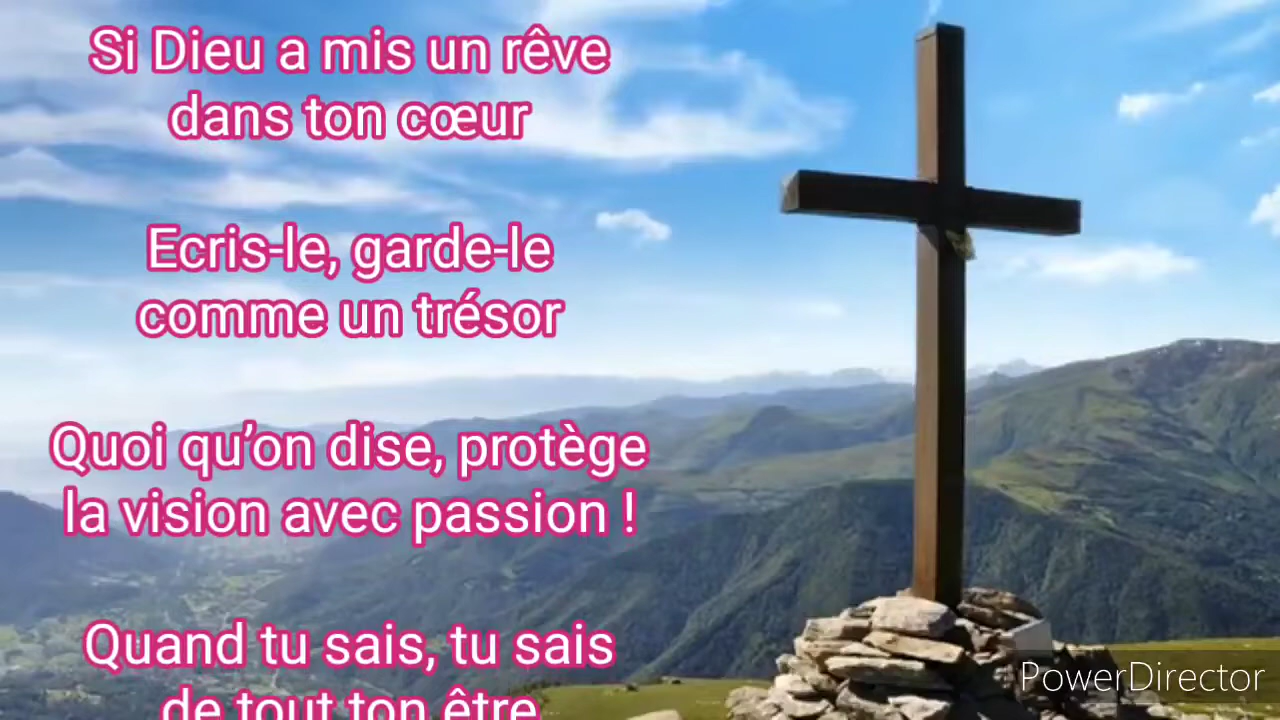 Si Dieu a mis un rêve
dans ton cœur
Ecris-le, garde-le
comme un trésor
Quoi qu’on dise, protège
la vision avec passion !
Quand tu sais, tu sais
de tout ton être
PowerDirector